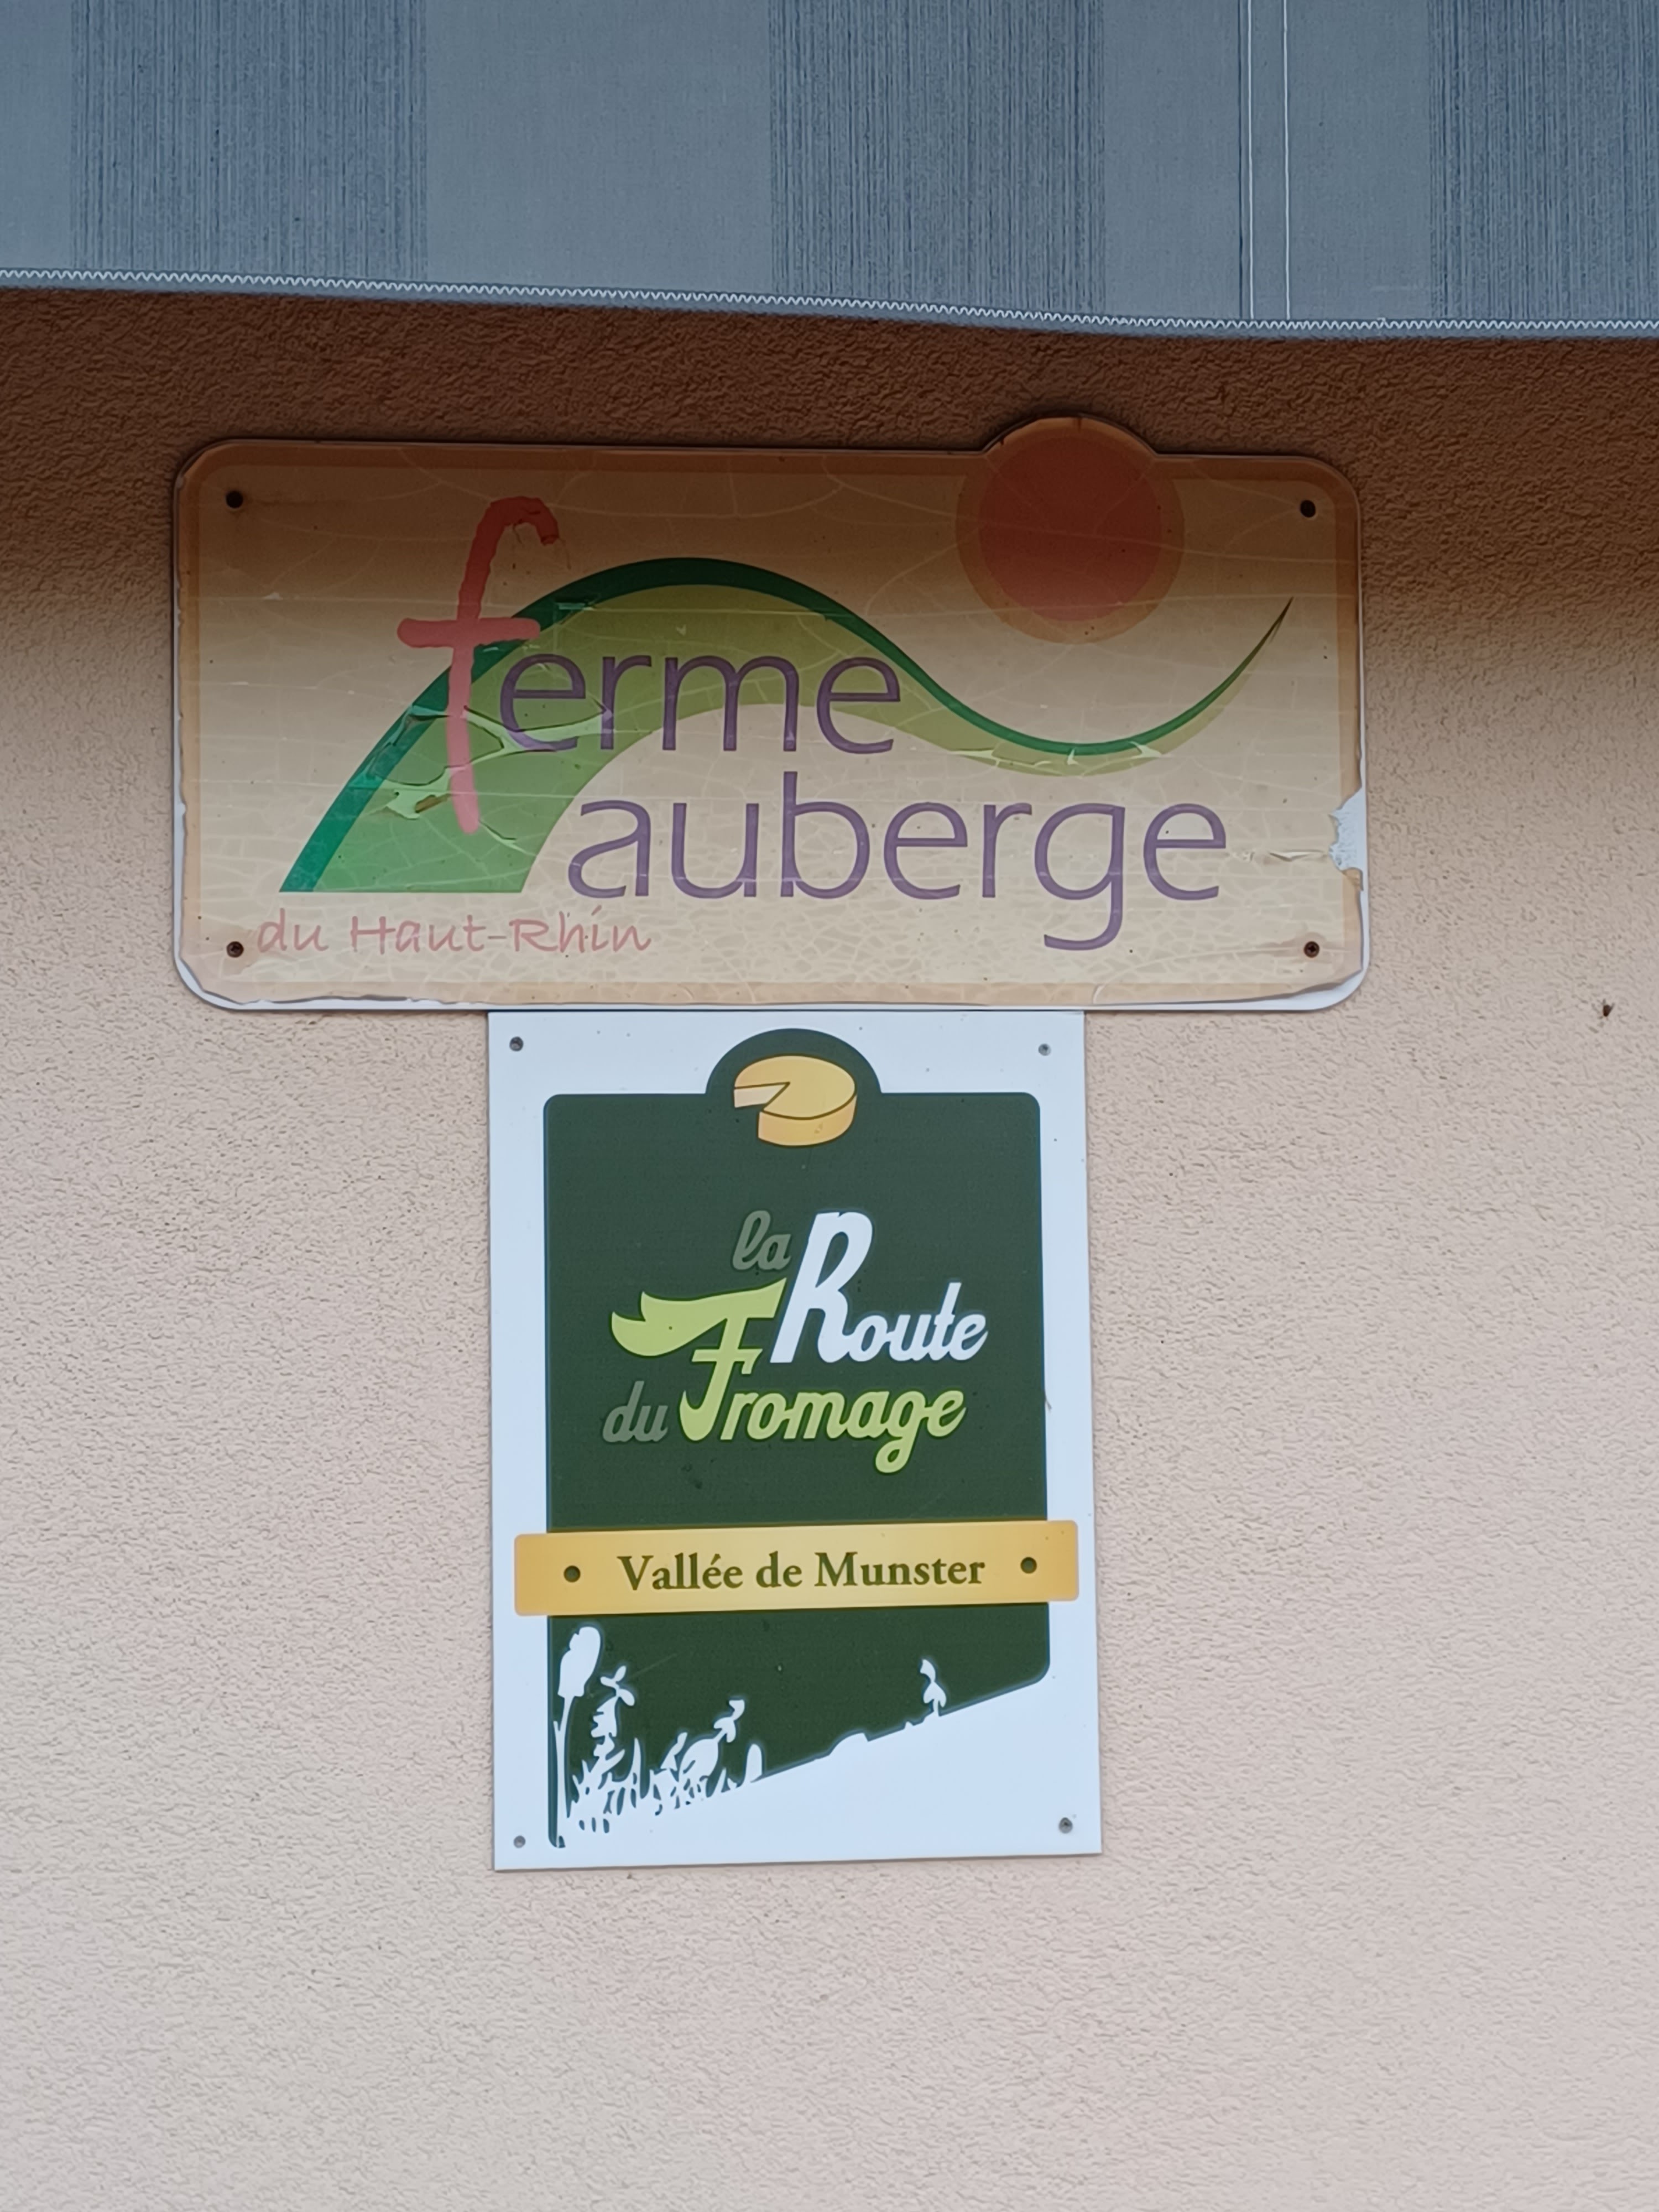 ferme
auberge
du Haut-Rhin
la Route
du Fromage
Vallée de Munster